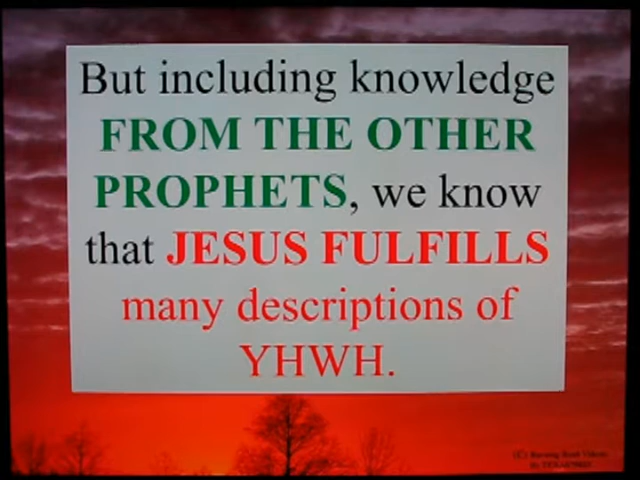 But including knowledge
FROM THE OTHER
PROPHETS, we know
that JESUS FULFILLS
many descriptions of
YHWH.